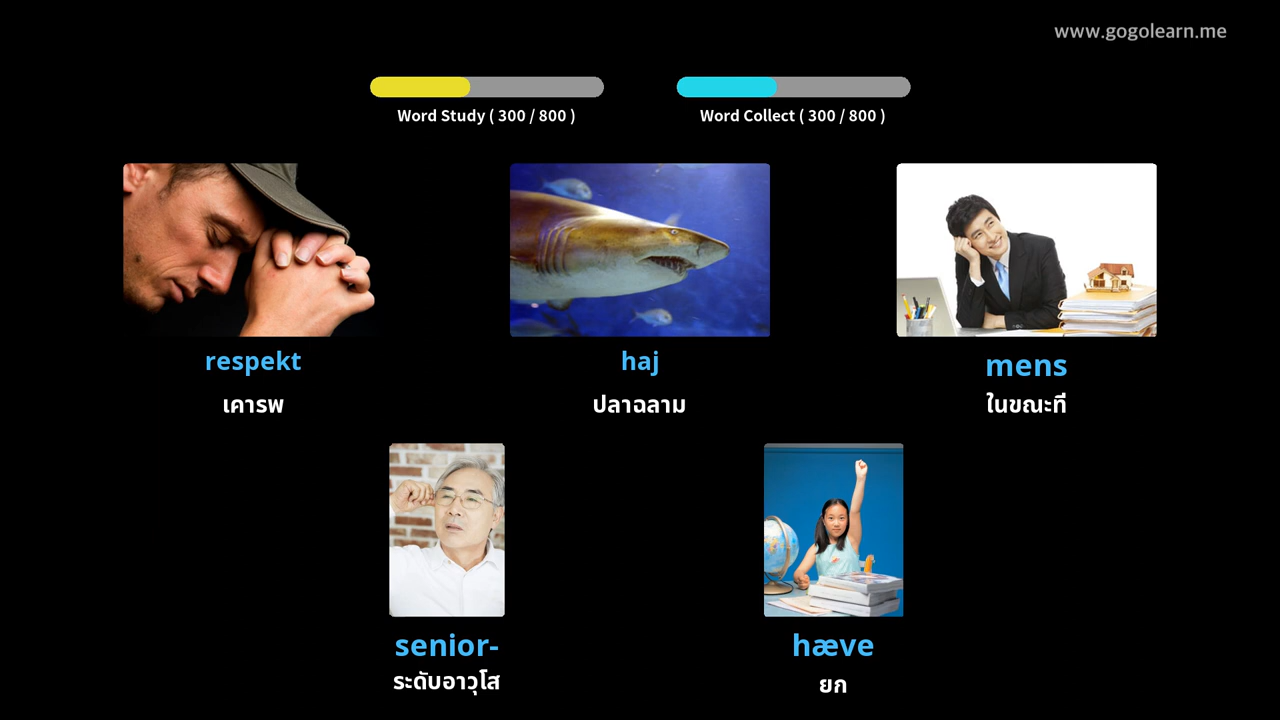 www.gogolearn.me
Word Study ( 300 / 800 )
Word Collect ( 300 / 800 )
respekt
เคารพ
haj
ปลาฉลาม
mens
ในขณะที่
senior-
ระดับอาวุโส
hæve
ยก